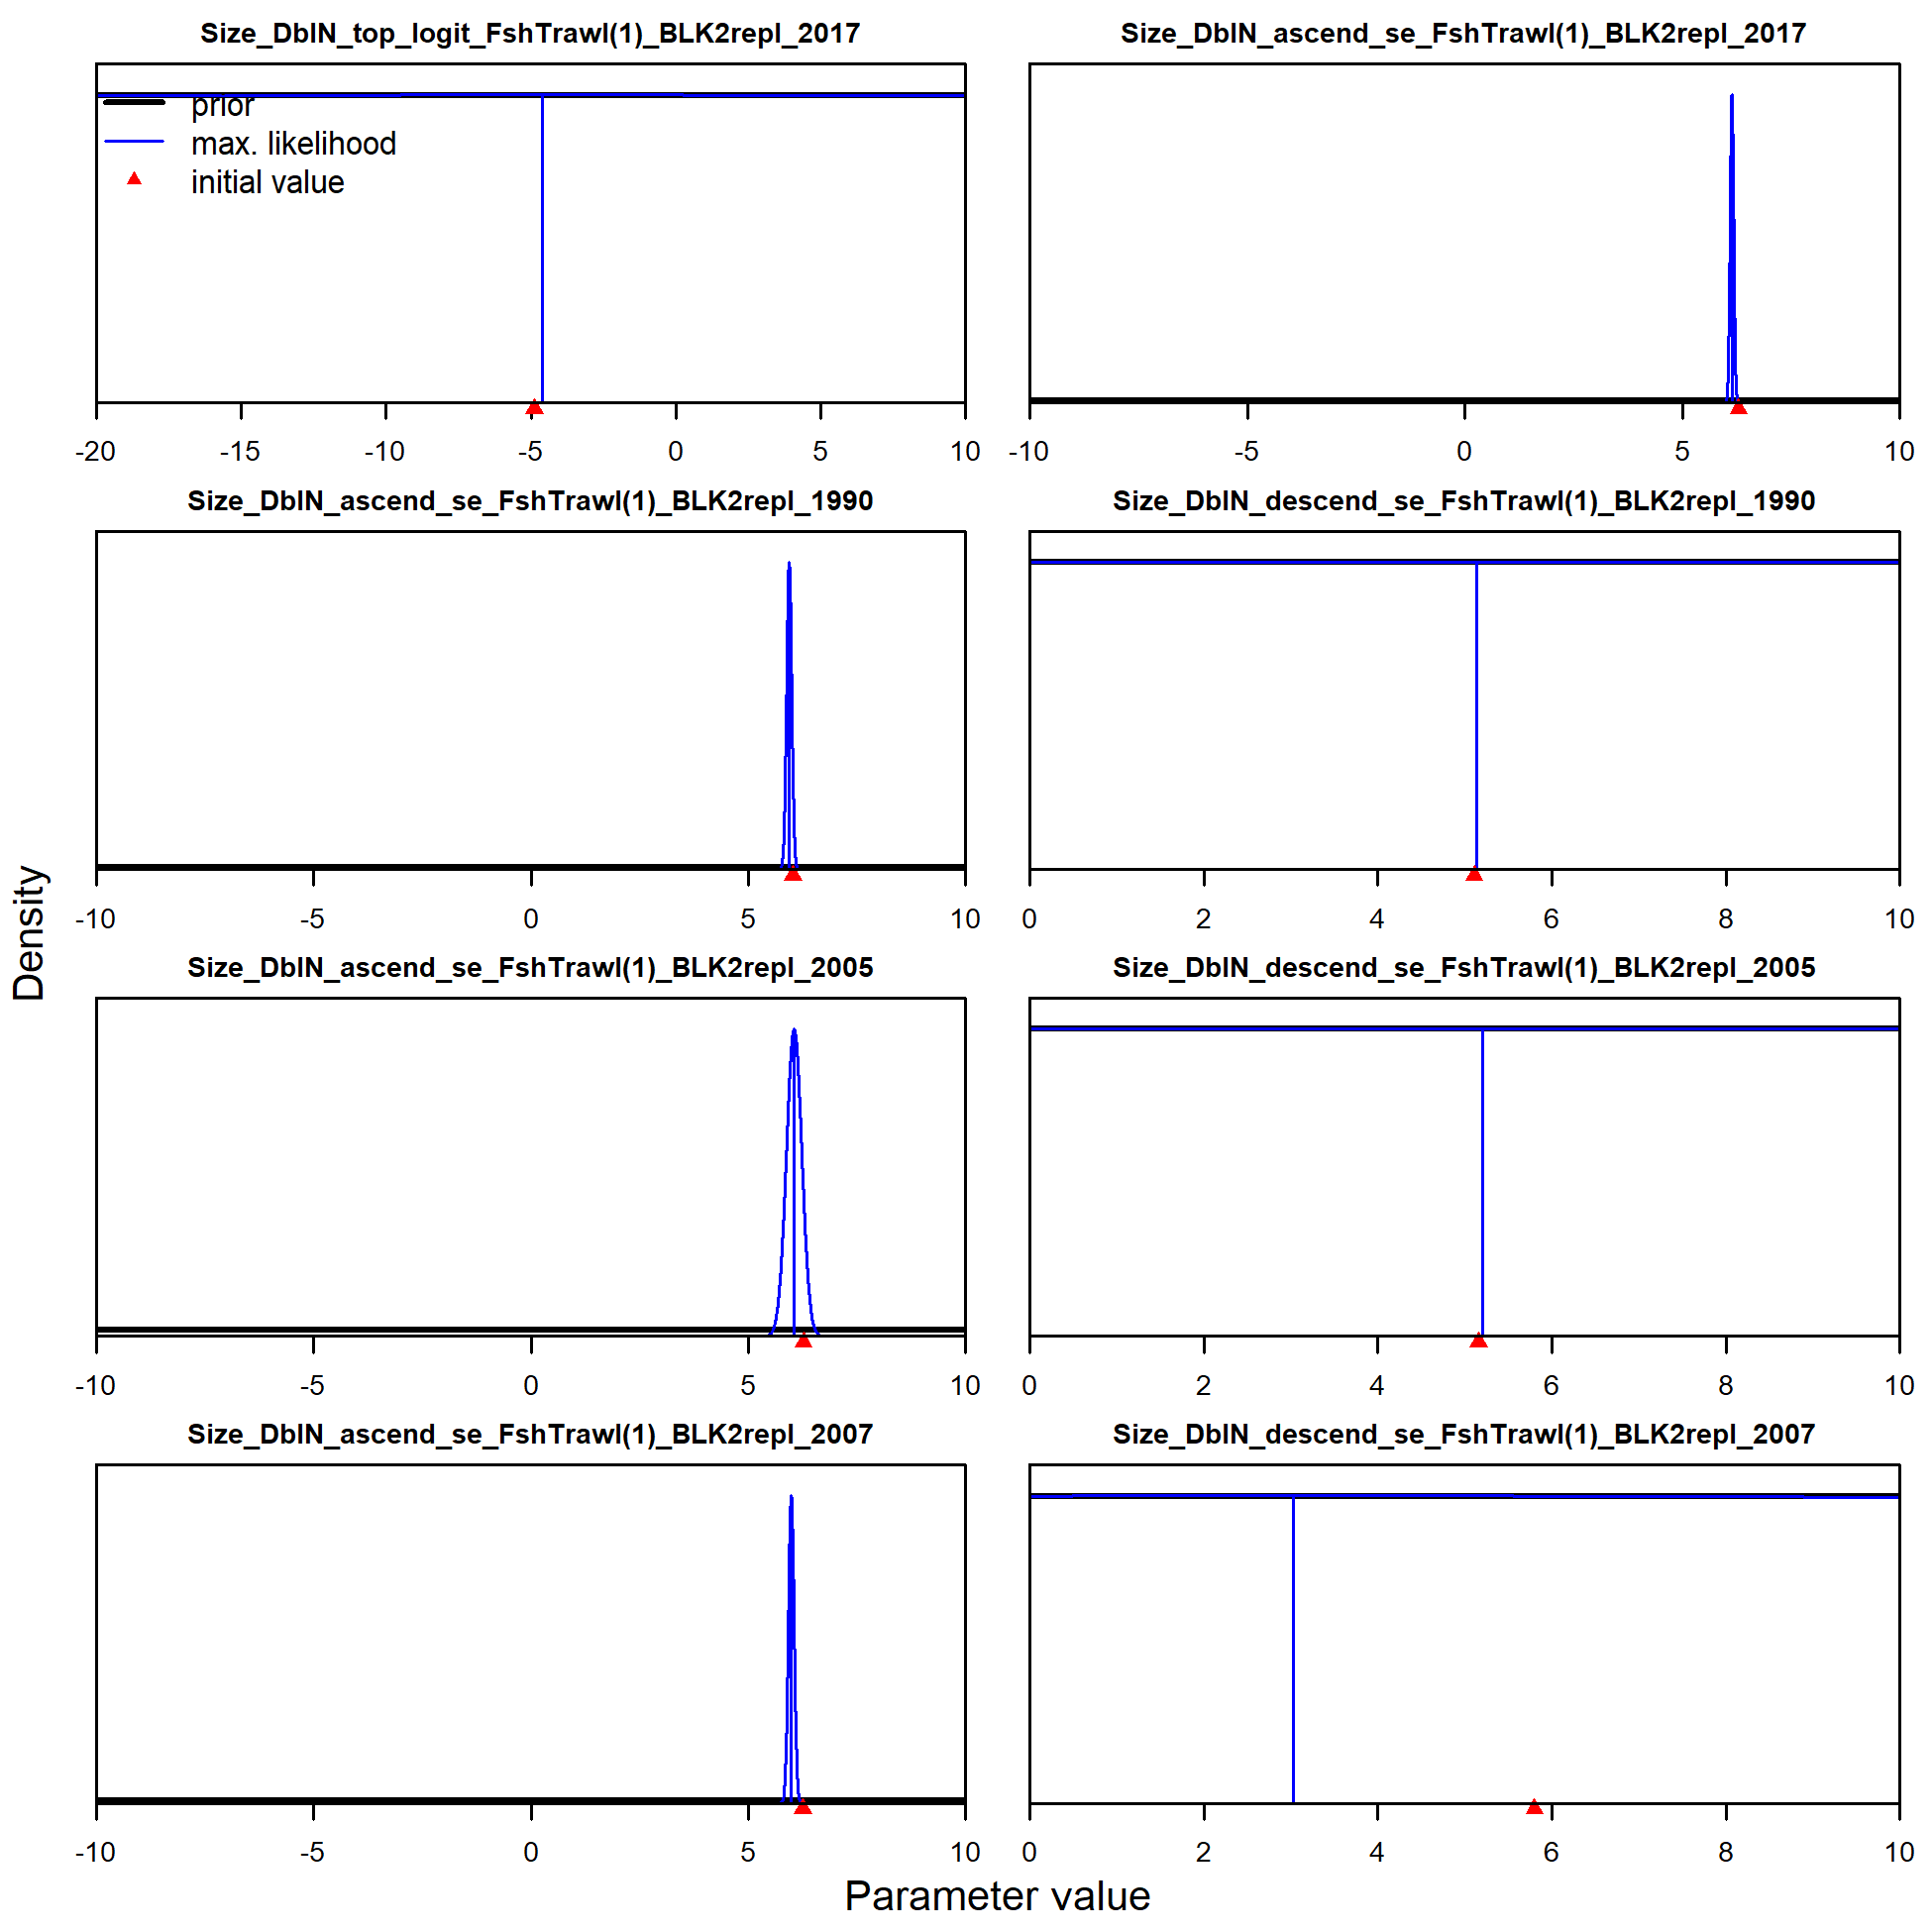 Size_DblN_top_logit_FshTrawl(1)_BLK2repl_2017
Size_DblN_ascend_se_FshTrawl(1)_BLK2repl_2017
prior
max. likelihood
initial value
-20 -15 -10 -5 0 5 10
-10 -5 0 5 10
Size_DblN_ascend_se_FshTrawl(1)_BLK2repl_1990
Size_DblN_descend_se_FshTrawl(1)_BLK2repl_1990
-10 -5 0 5 10
0 2 4 6 8 10
Density
Size_DblN_ascend_se_FshTrawl(1)_BLK2repl_2005
Size_DblN_descend_se_FshTrawl(1)_BLK2repl_2005
-10 -5 0 5 10
0 2 4 6 8 10
Size_DblN_ascend_se_FshTrawl(1)_BLK2repl_2007
Size_DblN_descend_se_FshTrawl(1)_BLK2repl_2007
-10 -5 0 5 10
0 2 4 6 8 10
Parameter value